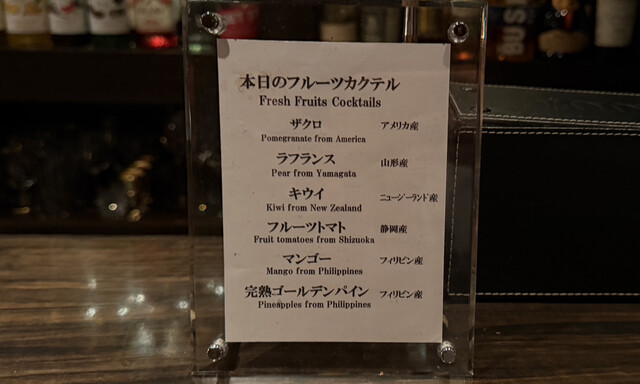 本日のフルーツカクテル
Fresh Fruits Cocktails
ザクロ アメリカ産
Pomegranate from America
ラフランス 山形産
Pear from Yamagata
キウイ ニュージーランド産
Kiwi from New Zealand
フルーツトマト 静岡産
Fruit tomatoes from Shizuoka
マンゴー フィリピン産
Mango from Philippines
完熟ゴールデンパイン フィリピン産
Pineapples from Philippines